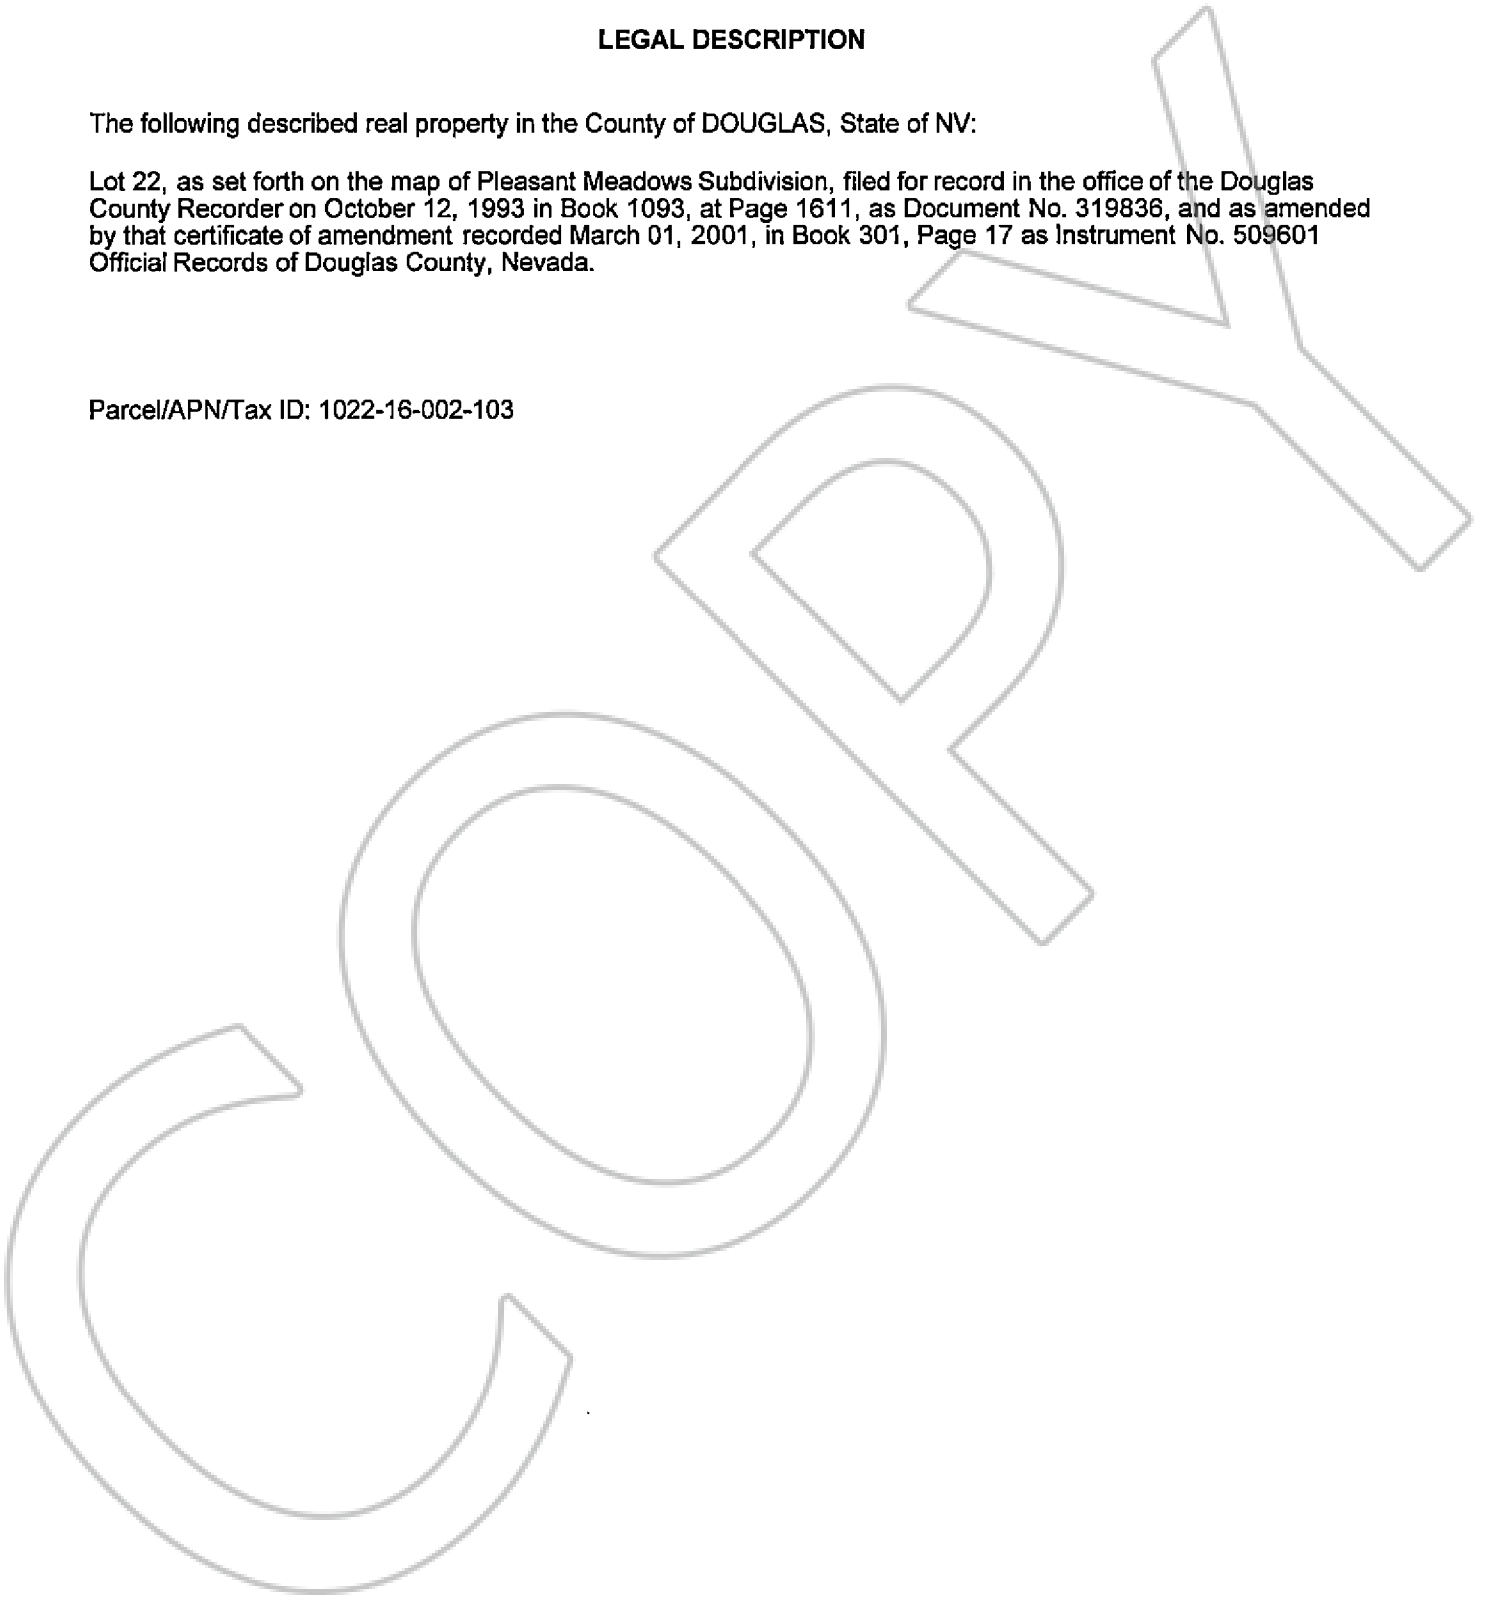 LEGAL DESCRIPTION
The following described real property in the County of DOUGLAS, State of NV:
Lot 22, as set forth on the map of Pleasant Meadows Subdivision, filed for record in the office of the Douglas
County Recorder on October 12, 1993 in Book 1093, at Page 1611, as Document No. 319836, and as amended
by that certificate of amendment recorded March 01, 2001, in Book 301, Page 17 as Instrument No. 509601
Official Records of Douglas County, Nevada.
Parcel/APN/Tax ID: 1022-16-002-103
COPY